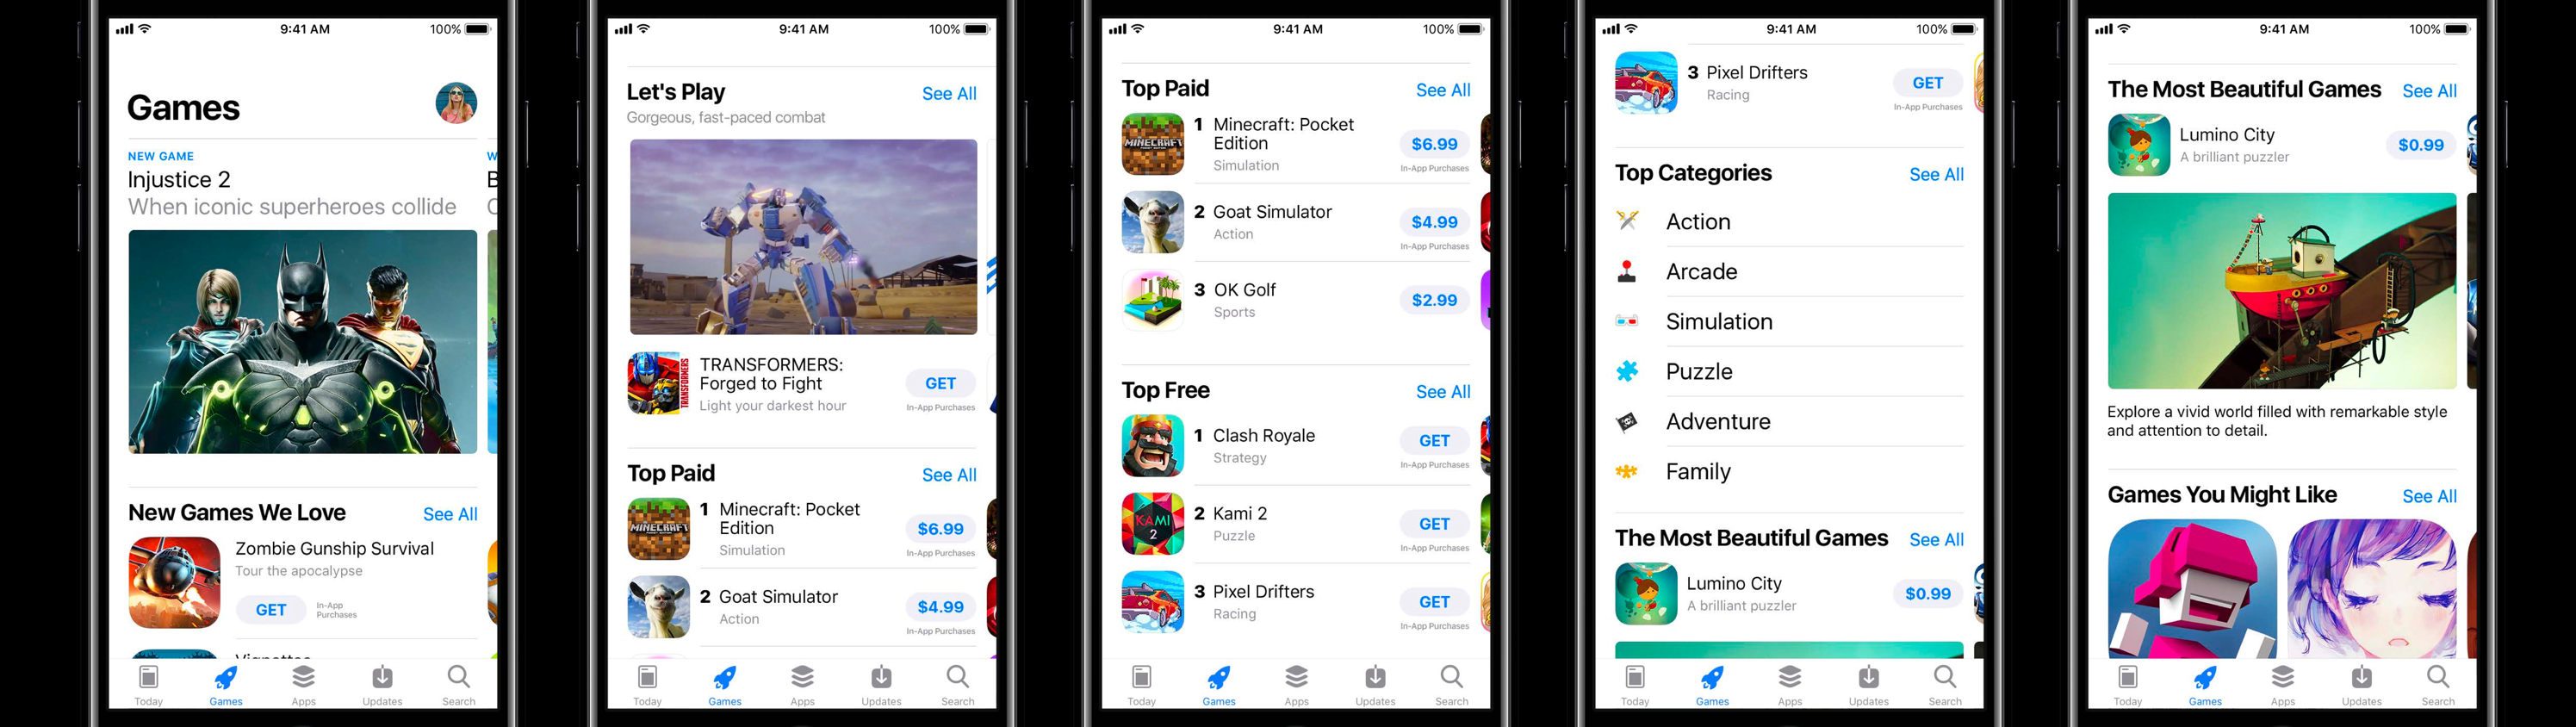 9:41 AM
100%
Games
NEW GAME
W
Injustice 2
B
When iconic superheroes collide
C
New Games We Love
See All
Zombie Gunship Survival
Tour the apocalypse
GET
In-App
Purchases
Today
Games
Apps
Updates
Search
9:41 AM
100%
Let's Play
See All
Gorgeous, fast-paced combat
TRANSFORMERS
TRANSFORMERS:
Forged to Fight
Light your darkest hour
GET
In-App Purchases
Top Paid
See All
MINECRAFT
1 Minecraft: Pocket
Edition
Simulation
$6.99
In-App Purchases
2 Goat Simulator
Action
$4.99
In-App Purchases
Today
Games
Apps
Updates
Search
9:41 AM
100%
Top Paid
See All
MINECRAFT
1 Minecraft: Pocket
Edition
Simulation
$6.99
In-App Purchases
2 Goat Simulator
Action
$4.99
In-App Purchases
3 OK Golf
Sports
$2.99
Top Free
See All
1 Clash Royale
Strategy
GET
In-App Purchases
KAMI
2
2 Kami 2
Puzzle
GET
In-App Purchases
3 Pixel Drifters
Racing
GET
In-App Purchases
Today
Games
Apps
Updates
Search
9:41 AM
100%
3 Pixel Drifters
Racing
GET
In-App Purchases
Top Categories
See All
Action
Arcade
Simulation
Puzzle
Adventure
Family
The Most Beautiful Games
See All
Lumino City
A brilliant puzzler
$0.99
Today
Games
Apps
Updates
Search
9:41 AM
100%
The Most Beautiful Games
See All
Lumino City
A brilliant puzzler
$0.99
Explore a vivid world filled with remarkable style
and attention to detail.
Games You Might Like
See All
Today
Games
Apps
Updates
Search